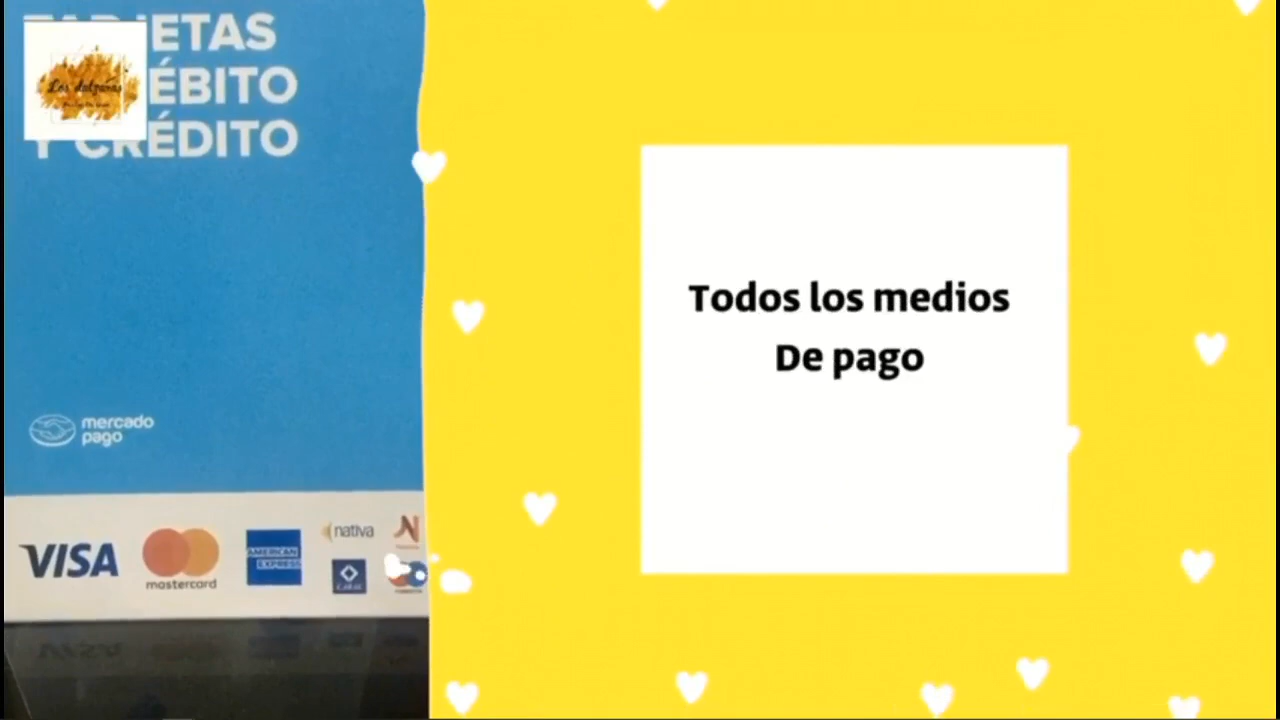 ETAS
ÉBITO
Y CRÉDITO
mercado
pago
VISA
mastercard
AMERICAN
EXPRESS
nativa
Todos los medios
De pago